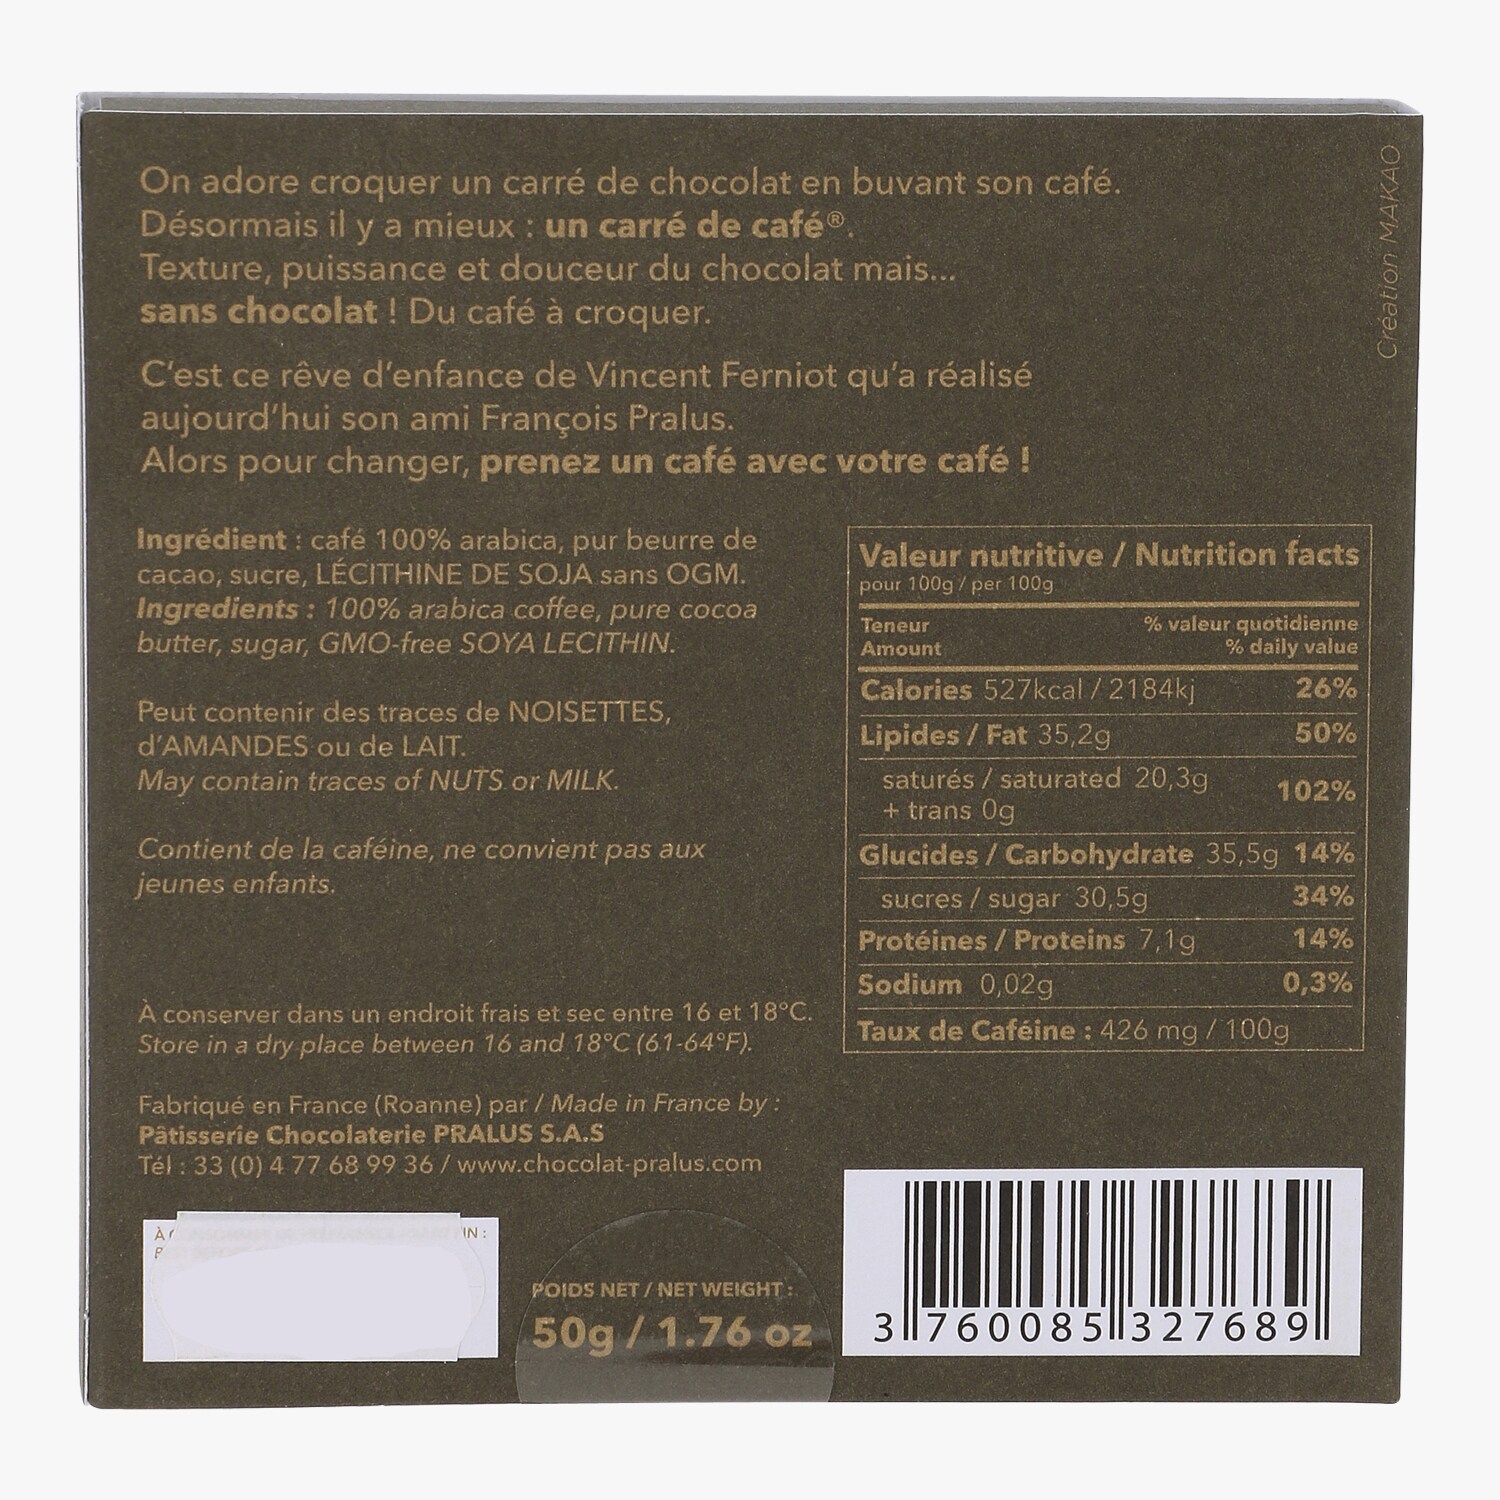 On adore croquer un carré de chocolat en buvant son café.
Désormais il y a mieux : un carré de café®.
Texture, puissance et douceur du chocolat mais...
sans chocolat ! Du café à croquer.
C'est ce rêve d'enfance de Vincent Ferniot qu'a réalisé
aujourd'hui son ami François Pralus.
Alors pour changer, prenez un café avec votre café !
Création MAKAO
Ingrédient : café 100% arabica, pur beurre de
cacao, sucre, LÉCITHINE DE SOJA sans OGM.
Ingredients : 100% arabica coffee, pure cocoa
butter, sugar, GMO-free SOYA LECITHIN.
Peut contenir des traces de NOISETTES,
d'AMANDES ou de LAIT.
May contain traces of NUTS or MILK.
Contient de la caféine, ne convient pas aux
jeunes enfants.
À conserver dans un endroit frais et sec entre 16 et 18°C.
Store in a dry place between 16 and 18°C (61-64°F).
Fabriqué en France (Roanne) par / Made in France by :
Pâtisserie Chocolaterie PRALUS S.A.S
Tél : 33 (0) 4 77 68 99 36 / www.chocolat-pralus.com
Valeur nutritive / Nutrition facts
pour 100g / per 100g
Teneur % valeur quotidienne
Amount % daily value
Calories 527kcal / 2184kj 26%
Lipides / Fat 35,2g 50%
saturés / saturated 20,3g 102%
+ trans 0g
Glucides / Carbohydrate 35,5g 14%
sucres / sugar 30,5g 34%
Protéines / Proteins 7,1g 14%
Sodium 0,02g 0,3%
Taux de Caféine : 426 mg / 100g
POIDS NET / NET WEIGHT :
50g / 1.76 oz
3 760085 327689